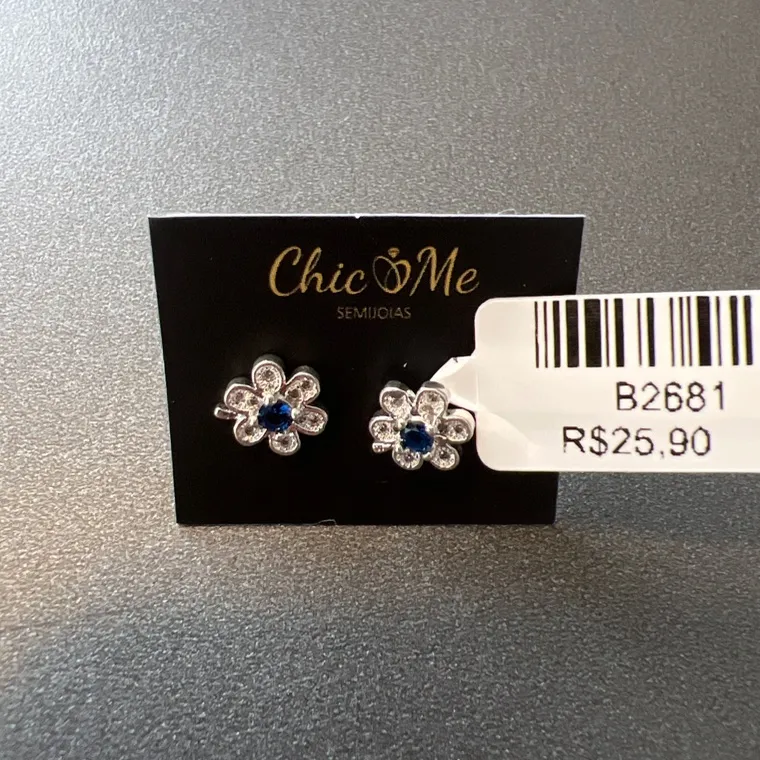 Chic Me
SEMIJOIAS
B2681
R$25,90